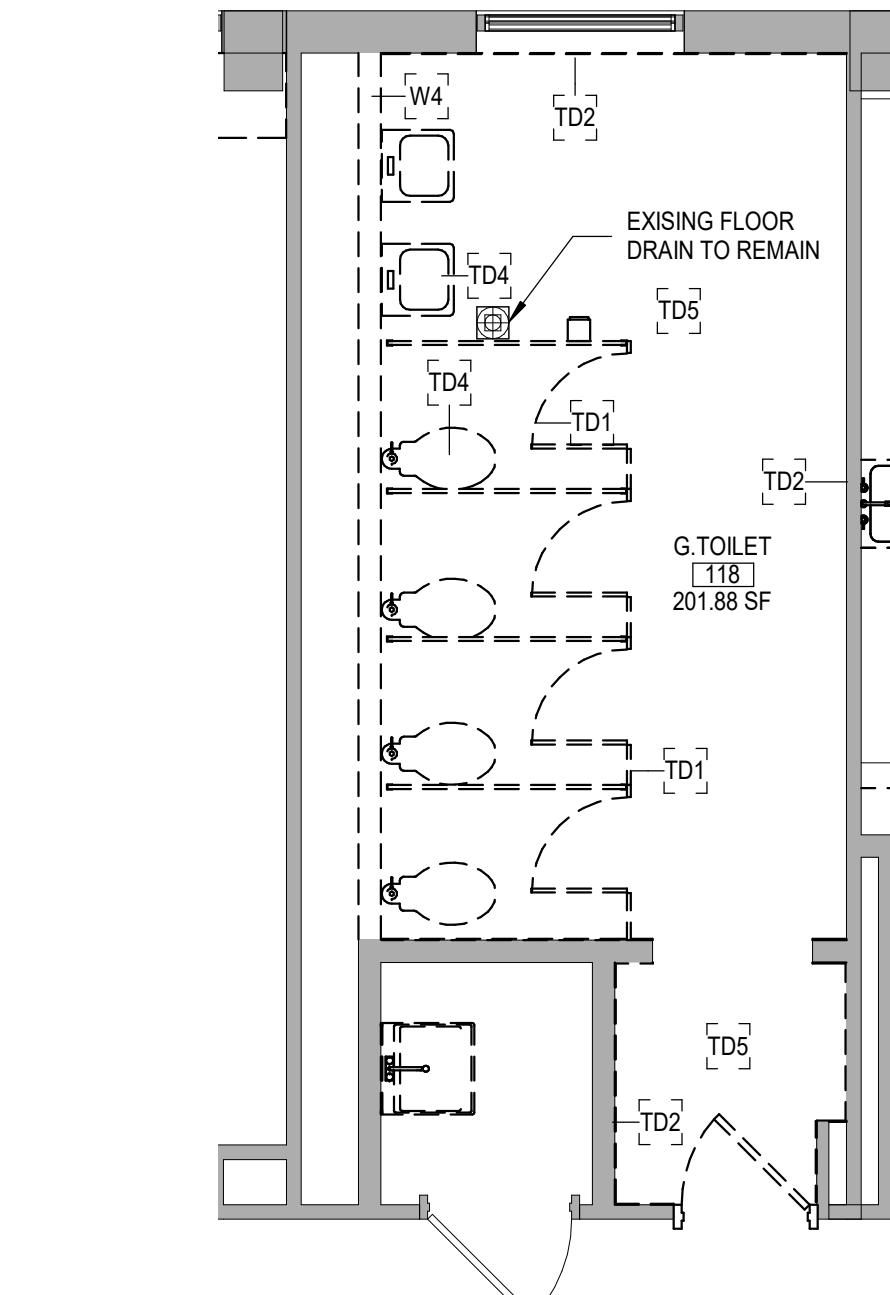 W4
TD2
EXISING FLOOR
DRAIN TO REMAIN
TD4
TD5
TD4
TD1
TD2
G.TOILET
118
201.88 SF
TD1
TD5
TD2